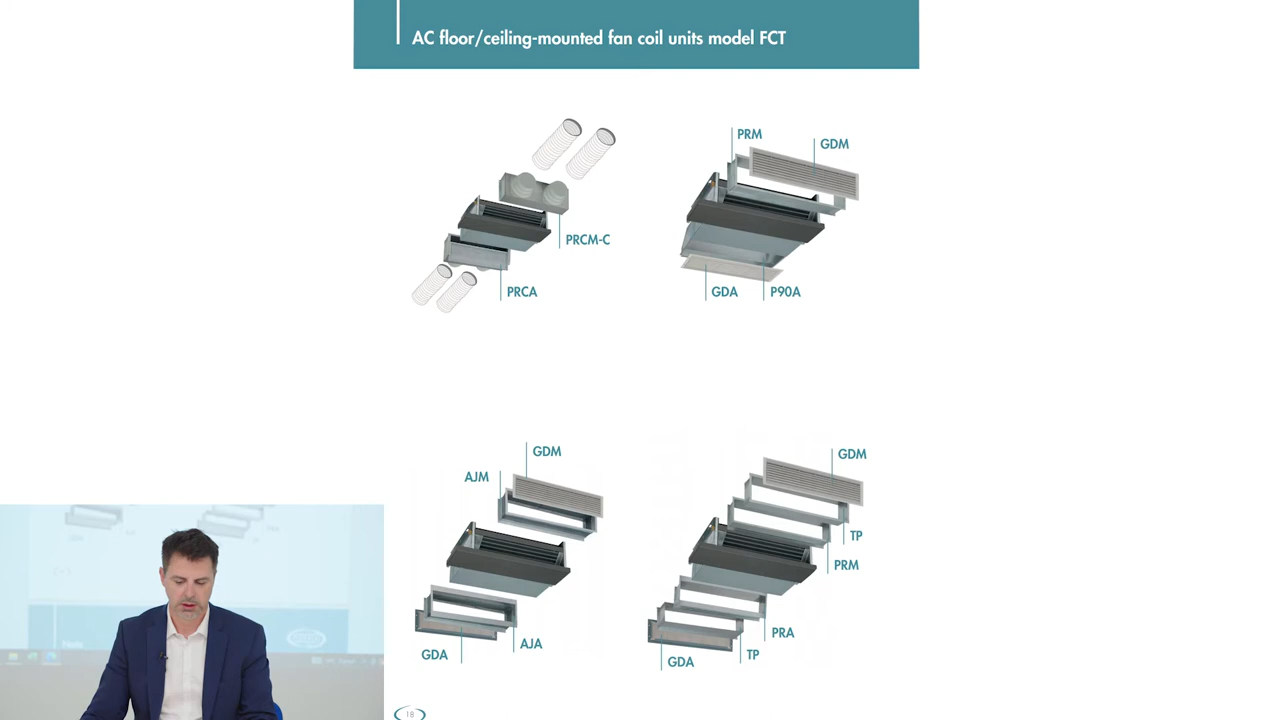 AC floor/ceiling-mounted fan coil units model FCT
PRM
GDM
PRCM-C
PRCA
GDA
P90A
GDM
AJM
GDA
AJA
GDM
TP
PRM
PRA
TP
GDA
18